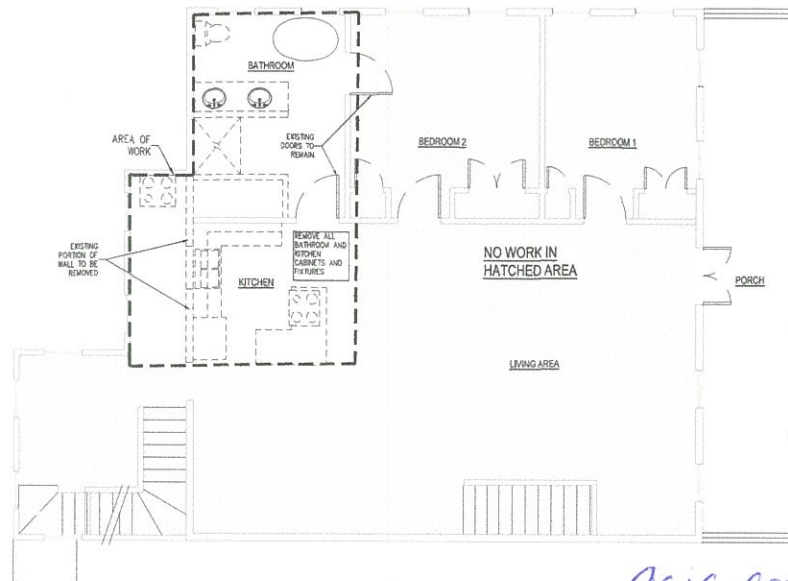 BATHROOM
AREA OF
WORK
EXISTING
DOORS TO
REMAIN
BEDROOM 2
BEDROOM 1
EXISTING
PORTION OF
WALL TO BE
REMOVED
REMOVE ALL
BATHROOM AND
KITCHEN
CABINETS AND
FIXTURES
KITCHEN
NO WORK IN
HATCHED AREA
PORCH
LIVING AREA